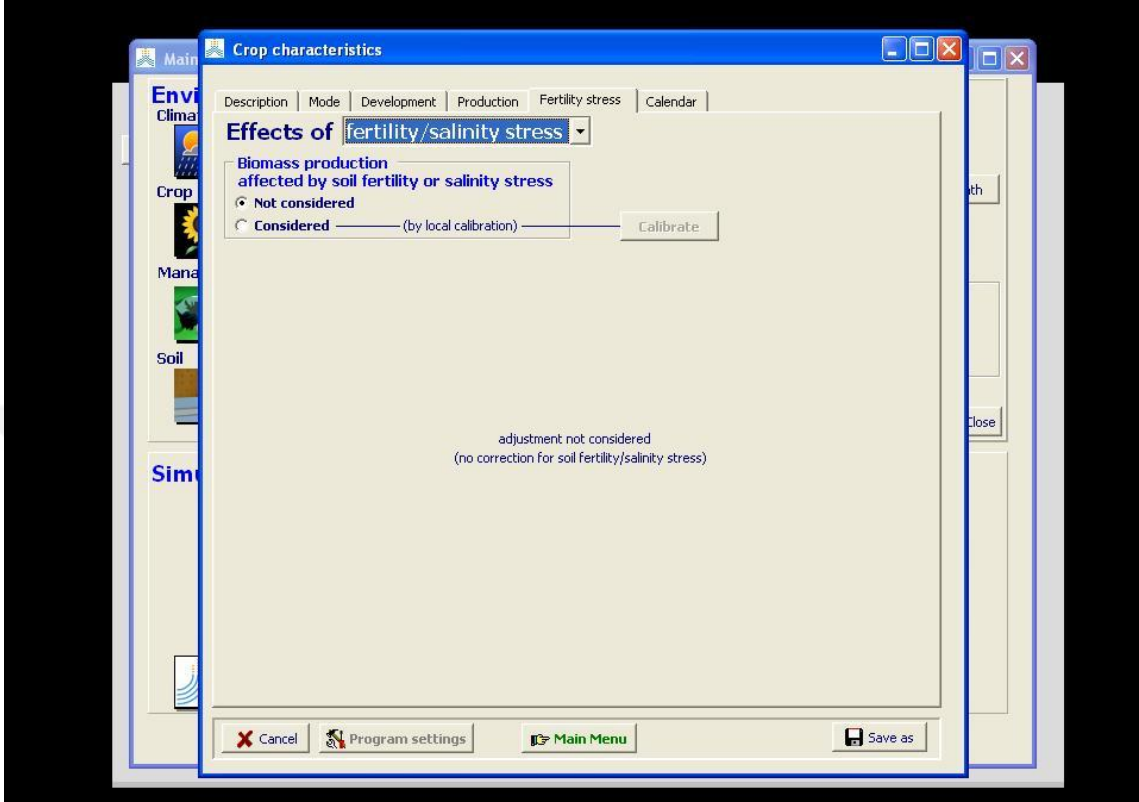 Main
Crop characteristics
Envi
Clima
Crop
Mana
Soil
Simu
Description Mode Development Production Fertility stress Calendar
Effects of fertility/salinity stress
Biomass production
affected by soil fertility or salinity stress
Not considered
Considered (by local calibration) Calibrate
th
adjustment not considered
(no correction for soil fertility/salinity stress)
Close
Cancel Program settings Main Menu Save as